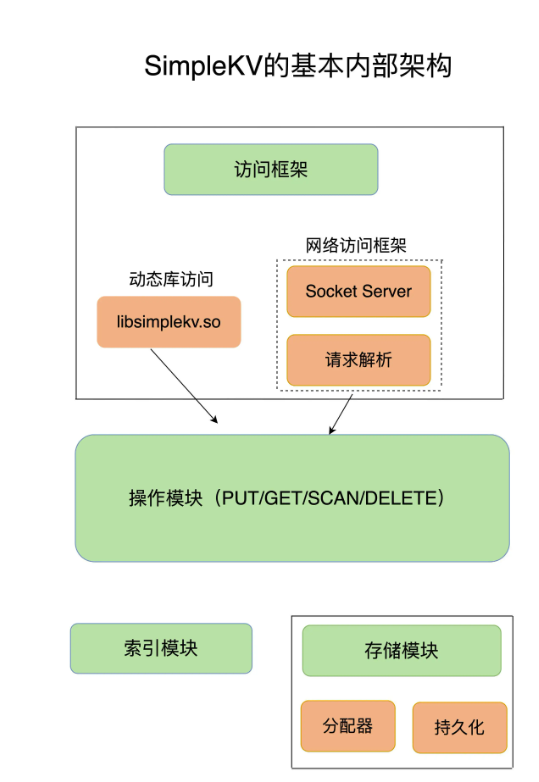 SimpleKV的基本内部架构
访问框架
网络访问框架
动态库访问
Socket Server
libsimplekv.so
请求解析
操作模块（PUT/GET/SCAN/DELETE）
索引模块
存储模块
分配器
持久化